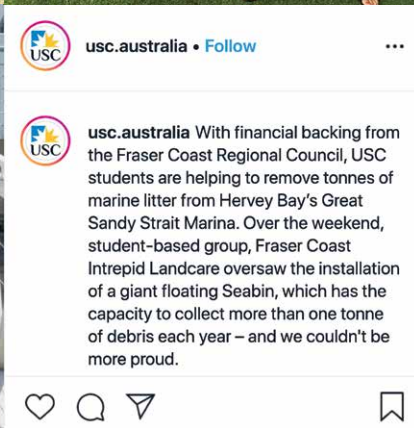 USC
usc.australia • Follow
USC
usc.australia With financial backing from
the Fraser Coast Regional Council, USC
students are helping to remove tonnes of
marine litter from Hervey Bay's Great
Sandy Strait Marina. Over the weekend,
student-based group, Fraser Coast
Intrepid Landcare oversaw the installation
of a giant floating Seabin, which has the
capacity to collect more than one tonne
of debris each year – and we couldn't be
more proud.